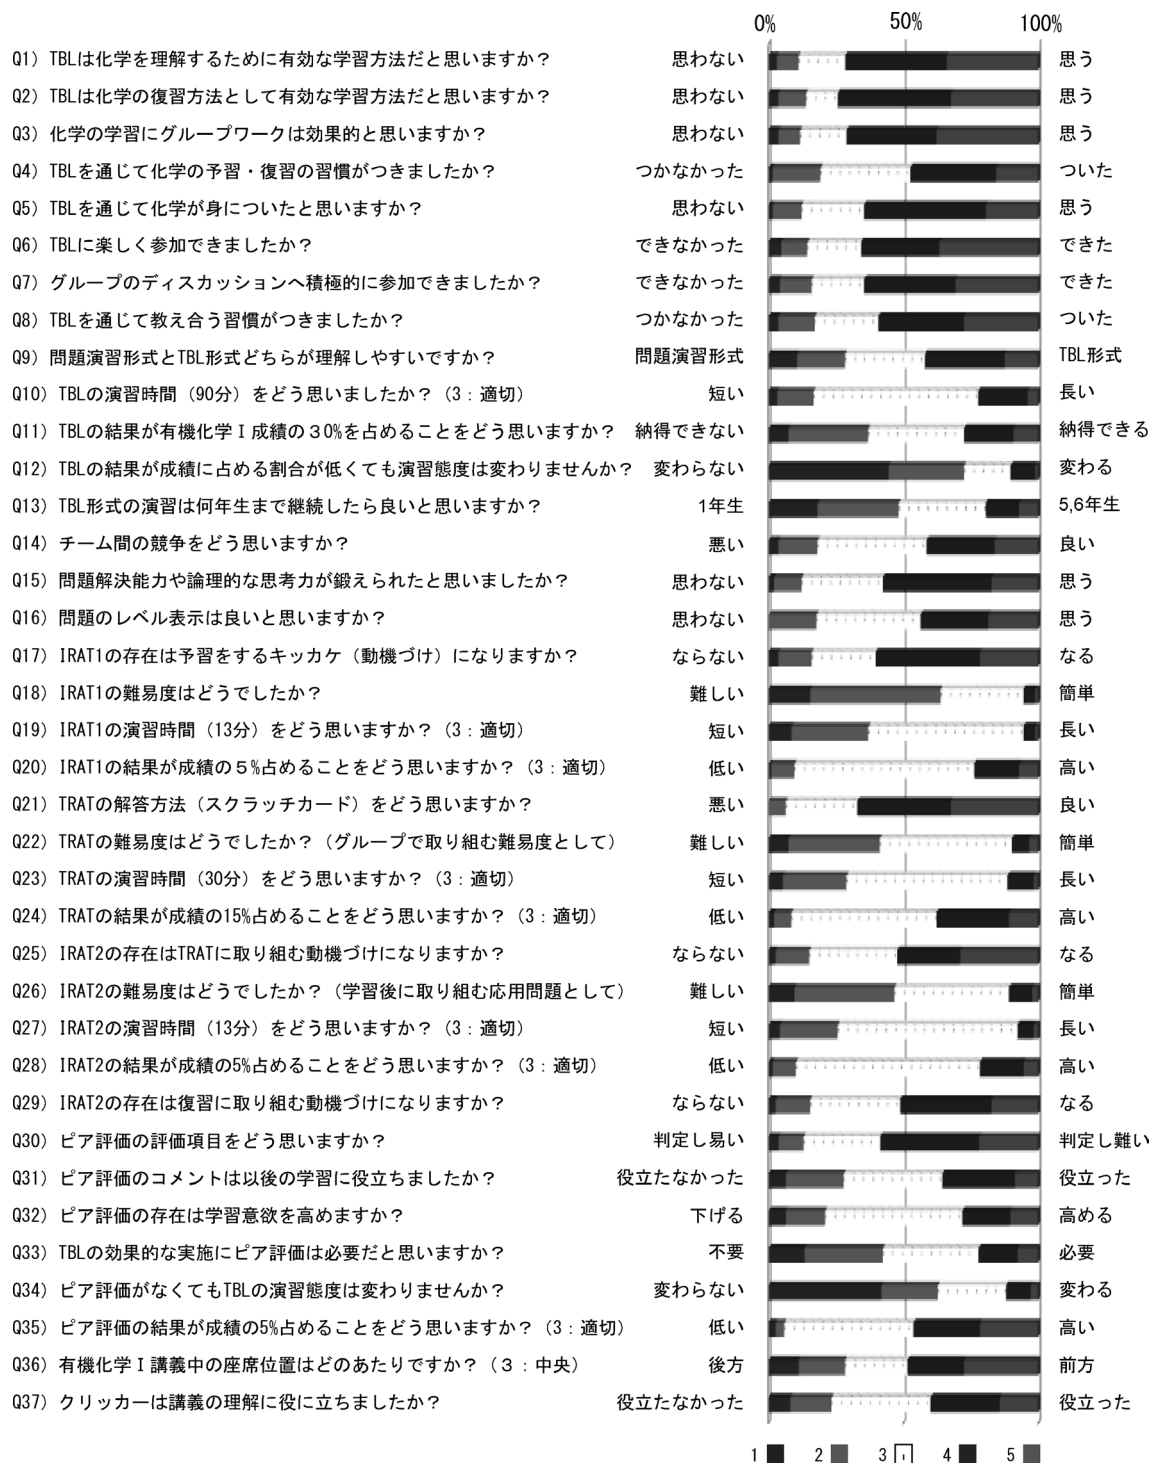 0% 50% 100%
Q1) TBLは化学を理解するために有効な学習方法だと思いますか？ 思わない 思う
Q2) TBLは化学の復習方法として有効な学習方法だと思いますか？ 思わない 思う
Q3) 化学の学習にグループワークは効果的と思いますか？ 思わない 思う
Q4) TBLを通じて化学の予習・復習の習慣がつきましたか？ つかなかった ついた
Q5) TBLを通じて化学が身についたと思いますか？ 思わない 思う
Q6) TBLに楽しく参加できましたか？ できなかった できた
Q7) グループのディスカッションへ積極的に参加できましたか？ できなかった できた
Q8) TBLを通じて教え合う習慣がつきましたか？ つかなかった ついた
Q9) 問題演習形式とTBL形式どちらが理解しやすいですか？ 問題演習形式 TBL形式
Q10) TBLの演習時間（90分）をどう思いましたか？（3：適切） 短い 長い
Q11) TBLの結果が有機化学Ⅰ成績の３0%を占めることをどう思いますか？ 納得できない 納得できる
Q12) TBLの結果が成績に占める割合が低くても演習態度は変わりませんか？ 変わらない 変わる
Q13) TBL形式の演習は何年生まで継続したら良いと思いますか？ 1年生 5,6年生
Q14) チーム間の競争をどう思いますか？ 悪い 良い
Q15) 問題解決能力や論理的な思考力が鍛えられたと思いましたか？ 思わない 思う
Q16) 問題のレベル表示は良いと思いますか？ 思わない 思う
Q17) IRAT1の存在は予習をするキッカケ（動機づけ）になりますか？ ならない なる
Q18) IRAT1の難易度はどうでしたか？ 難しい 簡単
Q19) IRAT1の演習時間（13分）をどう思いますか？（3：適切） 短い 長い
Q20) IRAT1の結果が成績の５%占めることをどう思いますか？（3：適切） 低い 高い
Q21) TRATの解答方法（スクラッチカード）をどう思いますか？ 悪い 良い
Q22) TRATの難易度はどうでしたか？（グループで取り組む難易度として） 難しい 簡単
Q23) TRATの演習時間（30分）をどう思いますか？（3：適切） 短い 長い
Q24) TRATの結果が成績の15%占めることをどう思いますか？（3：適切） 低い 高い
Q25) IRAT2の存在はTRATに取り組む動機づけになりますか？ ならない なる
Q26) IRAT2の難易度はどうでしたか？（学習後に取り組む応用問題として） 難しい 簡単
Q27) IRAT2の演習時間（13分）をどう思いますか？（3：適切） 短い 長い
Q28) IRAT2の結果が成績の5%占めることをどう思いますか？（3：適切） 低い 高い
Q29) IRAT2の存在は復習に取り組む動機づけになりますか？ ならない なる
Q30) ピア評価の評価項目をどう思いますか？ 判定し易い 判定し難い
Q31) ピア評価のコメントは以後の学習に役立ちましたか？ 役立たなかった 役立った
Q32) ピア評価の存在は学習意欲を高めますか？ 下げる 高める
Q33) TBLの効果的な実施にピア評価は必要だと思いますか？ 不要 必要
Q34) ピア評価がなくてもTBLの演習態度は変わりませんか？ 変わらない 変わる
Q35) ピア評価の結果が成績の5%占めることをどう思いますか？（3：適切） 低い 高い
Q36) 有機化学Ⅰ講義中の座席位置はどのあたりですか？（３：中央） 後方 前方
Q37) クリッカーは講義の理解に役に立ちましたか？ 役立たなかった 役立った
1 2 3 4 5